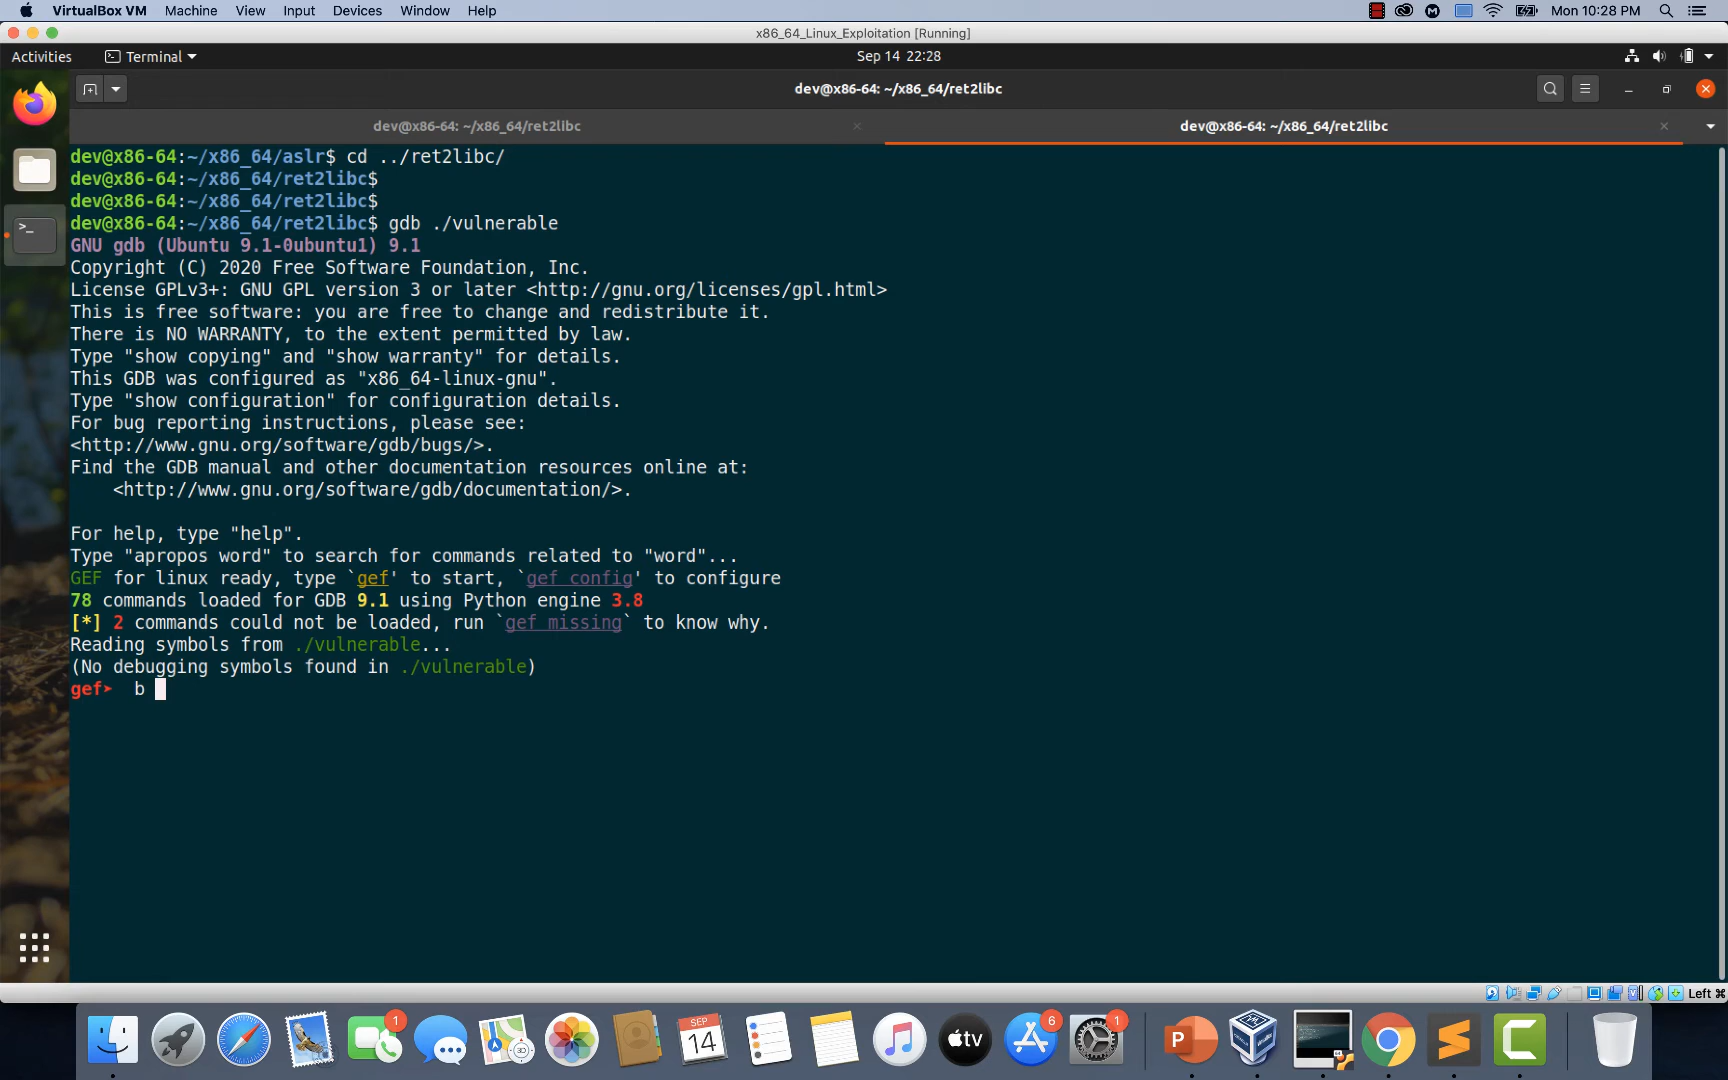 VirtualBox VM Machine View Input Devices Window Help Mon 10:28 PM
x86_64_Linux_Exploitation [Running]
Activities Terminal Sep 14 22:28
dev@x86-64: ~/x86_64/ret2libc
dev@x86-64: ~/x86_64/ret2libc dev@x86-64: ~/x86_64/ret2libc
dev@x86-64:~/x86_64/aslr$ cd ../ret2libc/
dev@x86-64:~/x86_64/ret2libc$
dev@x86-64:~/x86_64/ret2libc$
dev@x86-64:~/x86_64/ret2libc$ gdb ./vulnerable
GNU gdb (Ubuntu 9.1-0ubuntu1) 9.1
Copyright (C) 2020 Free Software Foundation, Inc.
License GPLv3+: GNU GPL version 3 or later <http://gnu.org/licenses/gpl.html>
This is free software: you are free to change and redistribute it.
There is NO WARRANTY, to the extent permitted by law.
Type "show copying" and "show warranty" for details.
This GDB was configured as "x86_64-linux-gnu".
Type "show configuration" for configuration details.
For bug reporting instructions, please see:
<http://www.gnu.org/software/gdb/bugs/>.
Find the GDB manual and other documentation resources online at:
    <http://www.gnu.org/software/gdb/documentation/>.
For help, type "help".
Type "apropos word" to search for commands related to "word"...
GEF for linux ready, type `gef' to start, `gef config' to configure
78 commands loaded for GDB 9.1 using Python engine 3.8
[*] 2 commands could not be loaded, run `gef missing` to know why.
Reading symbols from ./vulnerable...
(No debugging symbols found in ./vulnerable)
gef➤ b
Left ⌘
1 SEP 14 tv 6 1 P